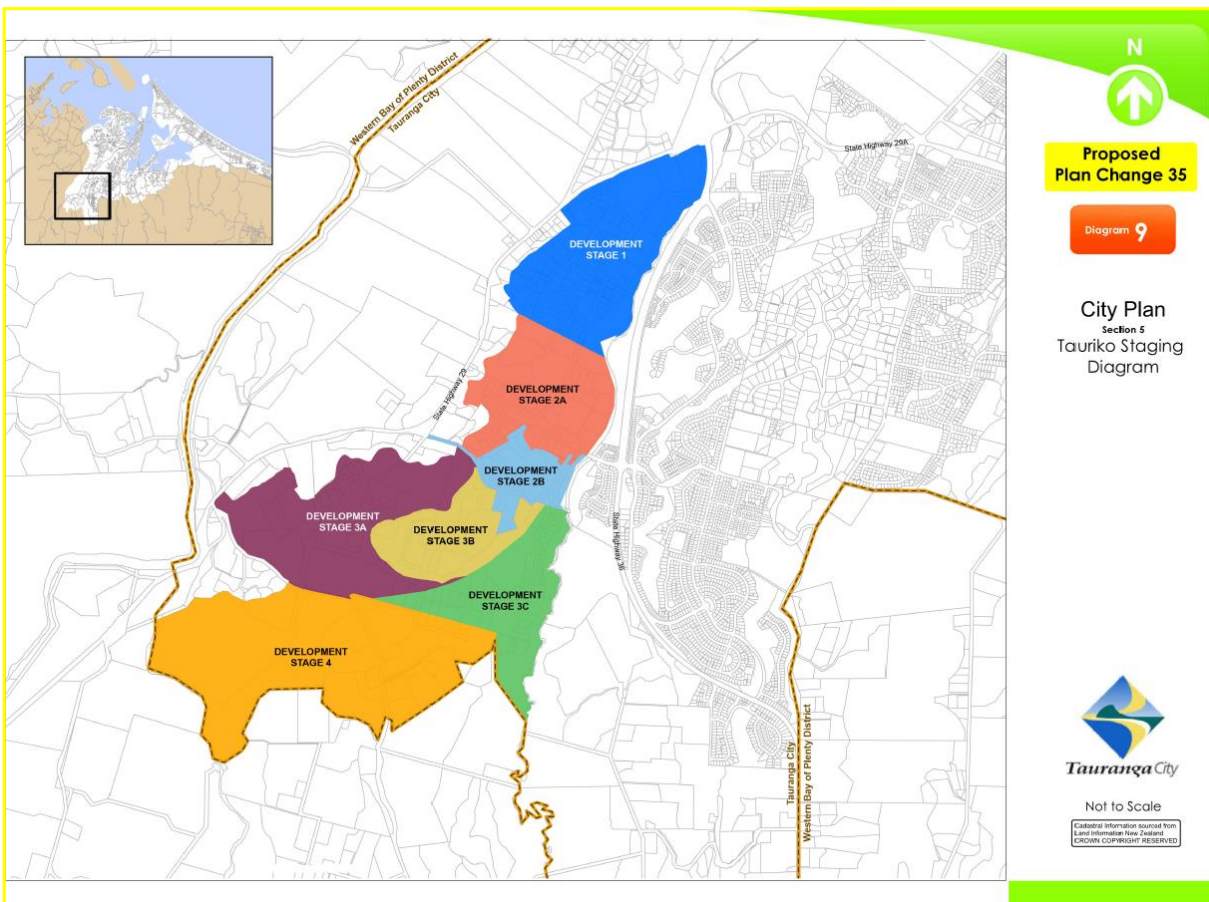 N
Proposed
Plan Change 35
Diagram 9
City Plan
Section 5
Tauriko Staging
Diagram
Western Bay of Plenty District
Tauranga City
State Highway 29A
DEVELOPMENT
STAGE 1
DEVELOPMENT
STAGE 2A
State Highway 29
DEVELOPMENT
STAGE 2B
DEVELOPMENT
STAGE 3A
DEVELOPMENT
STAGE 3B
State Highway 36
DEVELOPMENT
STAGE 3C
DEVELOPMENT
STAGE 4
Tauranga City
Western Bay of Plenty District
Tauranga City
Not to Scale
Cadastral information sourced from
Land Information New Zealand
CROWN COPYRIGHT RESERVED